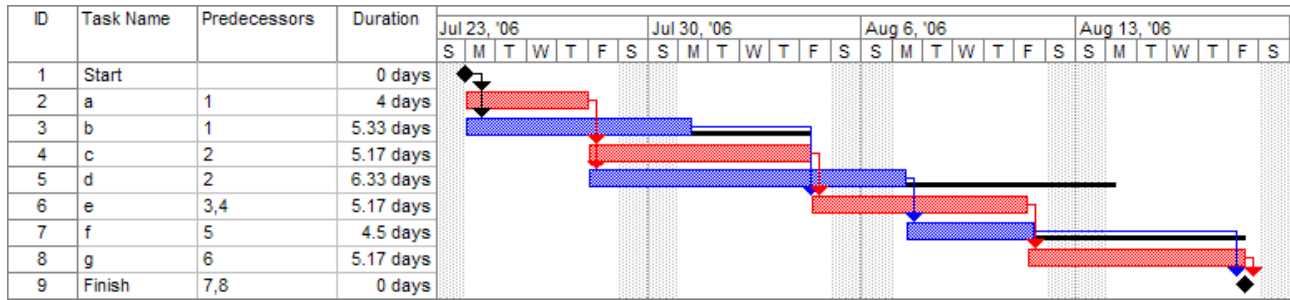 ID Task Name Predecessors Duration
Jul 23, '06 Jul 30, '06 Aug 6, '06 Aug 13, '06
S M T W T F S S M T W T F S S M T W T F S S M T W T F S
1 Start 0 days
2 a 1 4 days
3 b 1 5.33 days
4 c 2 5.17 days
5 d 2 6.33 days
6 e 3,4 5.17 days
7 f 5 4.5 days
8 g 6 5.17 days
9 Finish 7,8 0 days